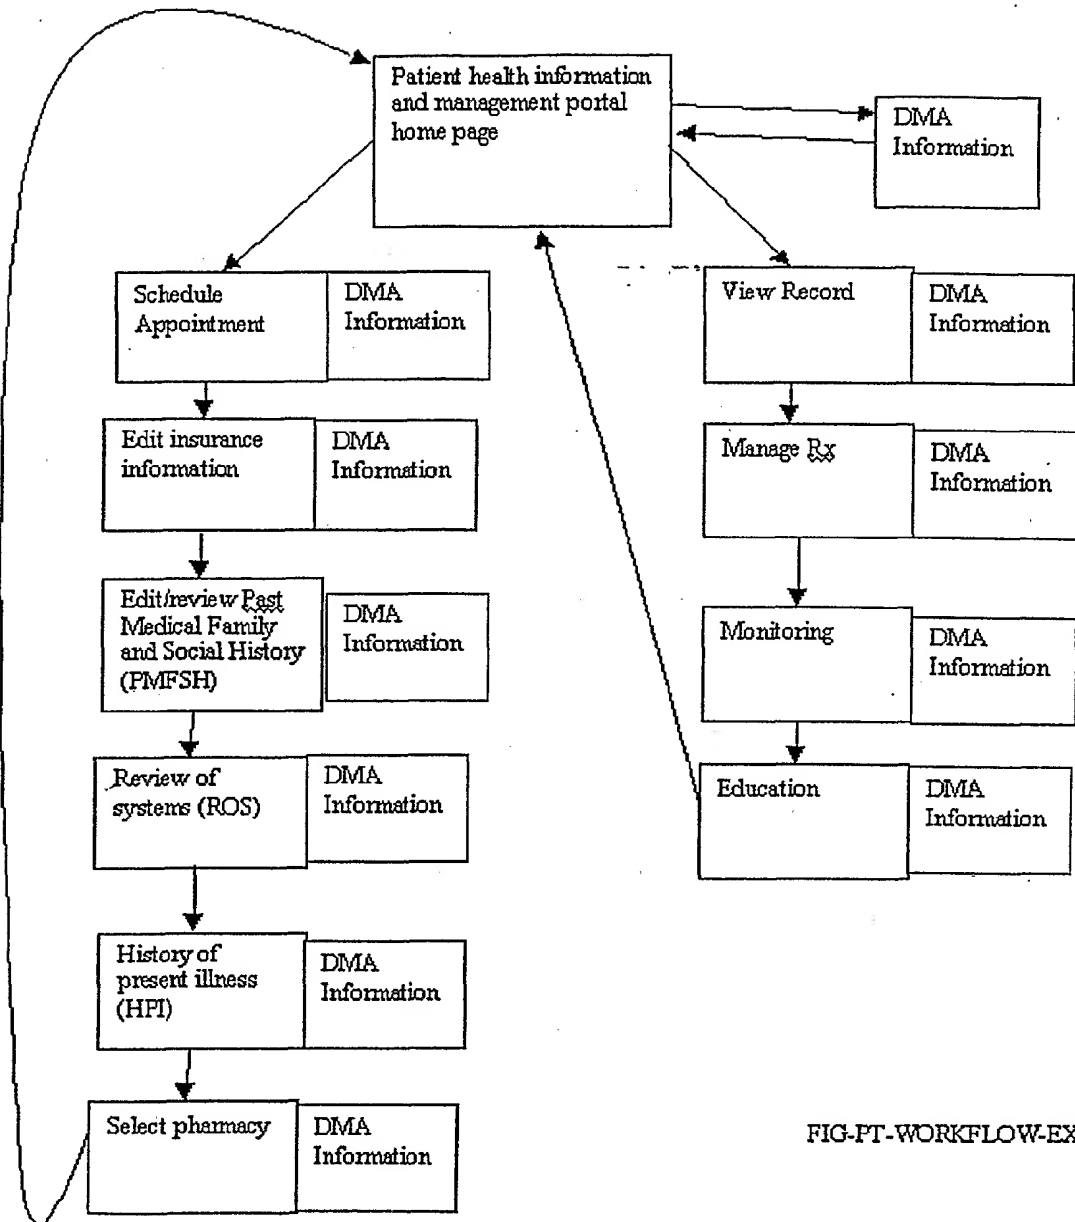 Patient health information
and management portal
home page
DMA
Information
Schedule
Appointment
DMA
Information
View Record
DMA
Information
Edit insurance
information
DMA
Information
Manage Rx
DMA
Information
Edit/review Past
Medical Family
and Social History
(PMFSH)
DMA
Information
Monitoring
DMA
Information
Review of
systems (ROS)
DMA
Information
Education
DMA
Information
History of
present illness
(HPI)
DMA
Information
Select pharmacy
DMA
Information
FIG-PT-WORKFLOW-EX